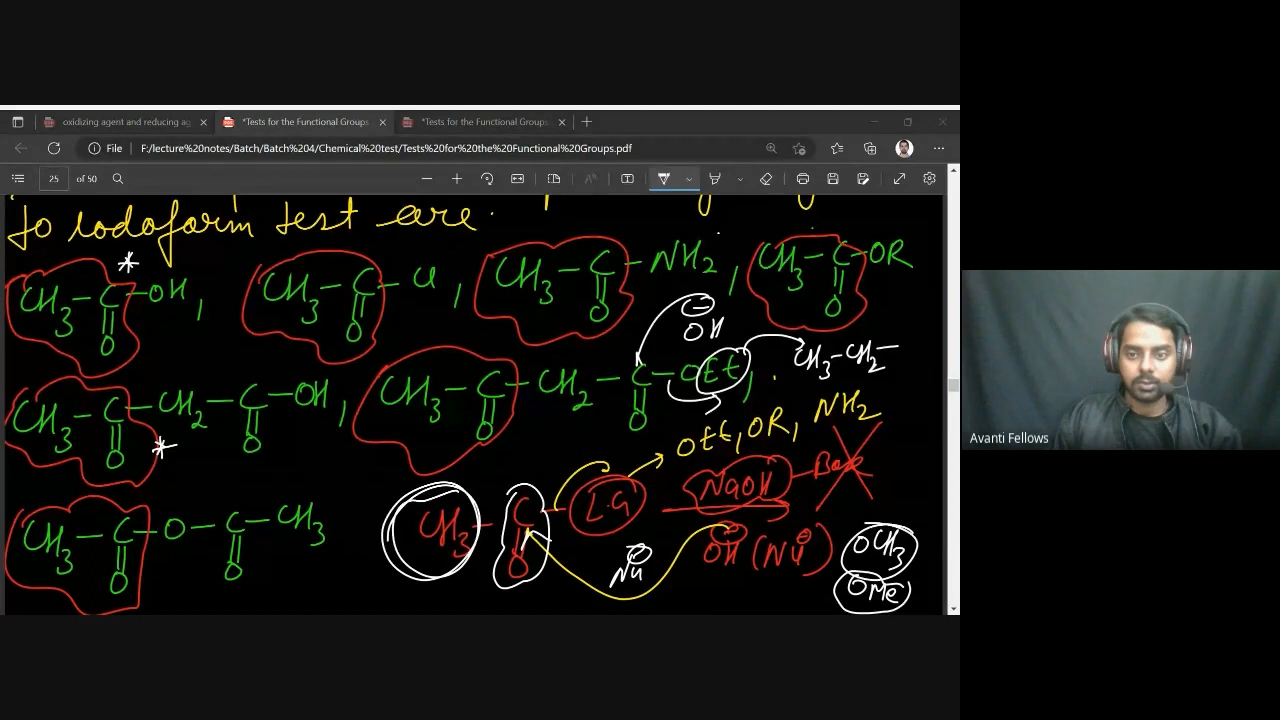 oxidizing agent and reducing ag
*Tests for the Functional Groups
*Tests for the Functional Groups
File F:/lecture%20notes/Batch/Batch%204/Chemical%20test/Tests%20for%20the%20Functional%20Groups.pdf
25 of 50
to Iodoform test are.
CH3 – C – OH, CH3 – C – Cl, CH3 – C – NH2, CH3 – C – OR
O O O O
⊖
OH
CH3 – CH2 –
CH3 – C – CH2 – C – OH, CH3 – C – CH2 – C – OEt,
O O O O
OEt, OR, NH2
CH3 – C – O – C – CH3
O O
CH3 – C – L.G NaOH – Base
O
Nu⊖
OH⊖ (Nu⊖)
OCH3
OMe
Avanti Fellows